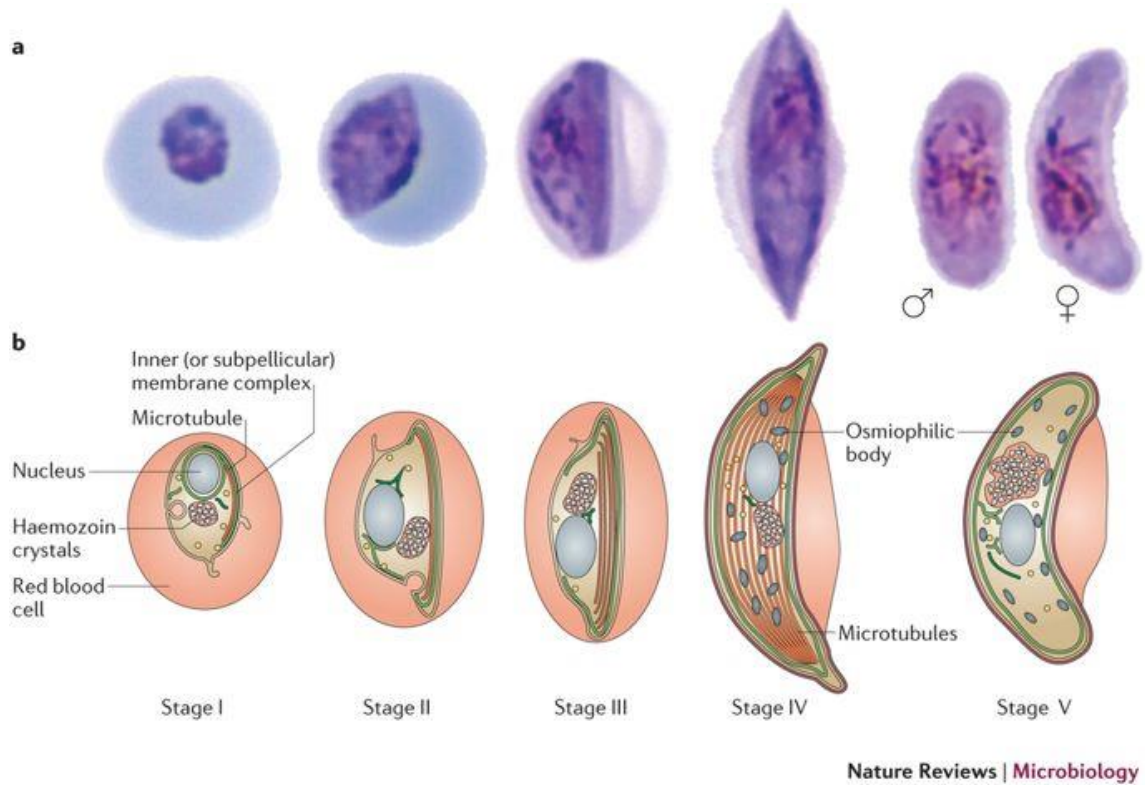 a
♂
♀
b
Inner (or subpellicular)
membrane complex
Microtubule
Nucleus
Haemozoin
crystals
Red blood
cell
Osmiophilic
body
Microtubules
Stage I
Stage II
Stage III
Stage IV
Stage V
Nature Reviews | Microbiology